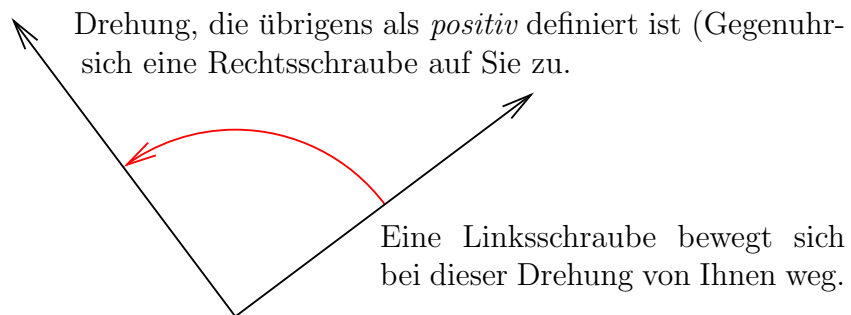 Drehung, die übrigens als positiv definiert ist (Gegenuhr-
sich eine Rechtsschraube auf Sie zu.
Eine Linksschraube bewegt sich
bei dieser Drehung von Ihnen weg.